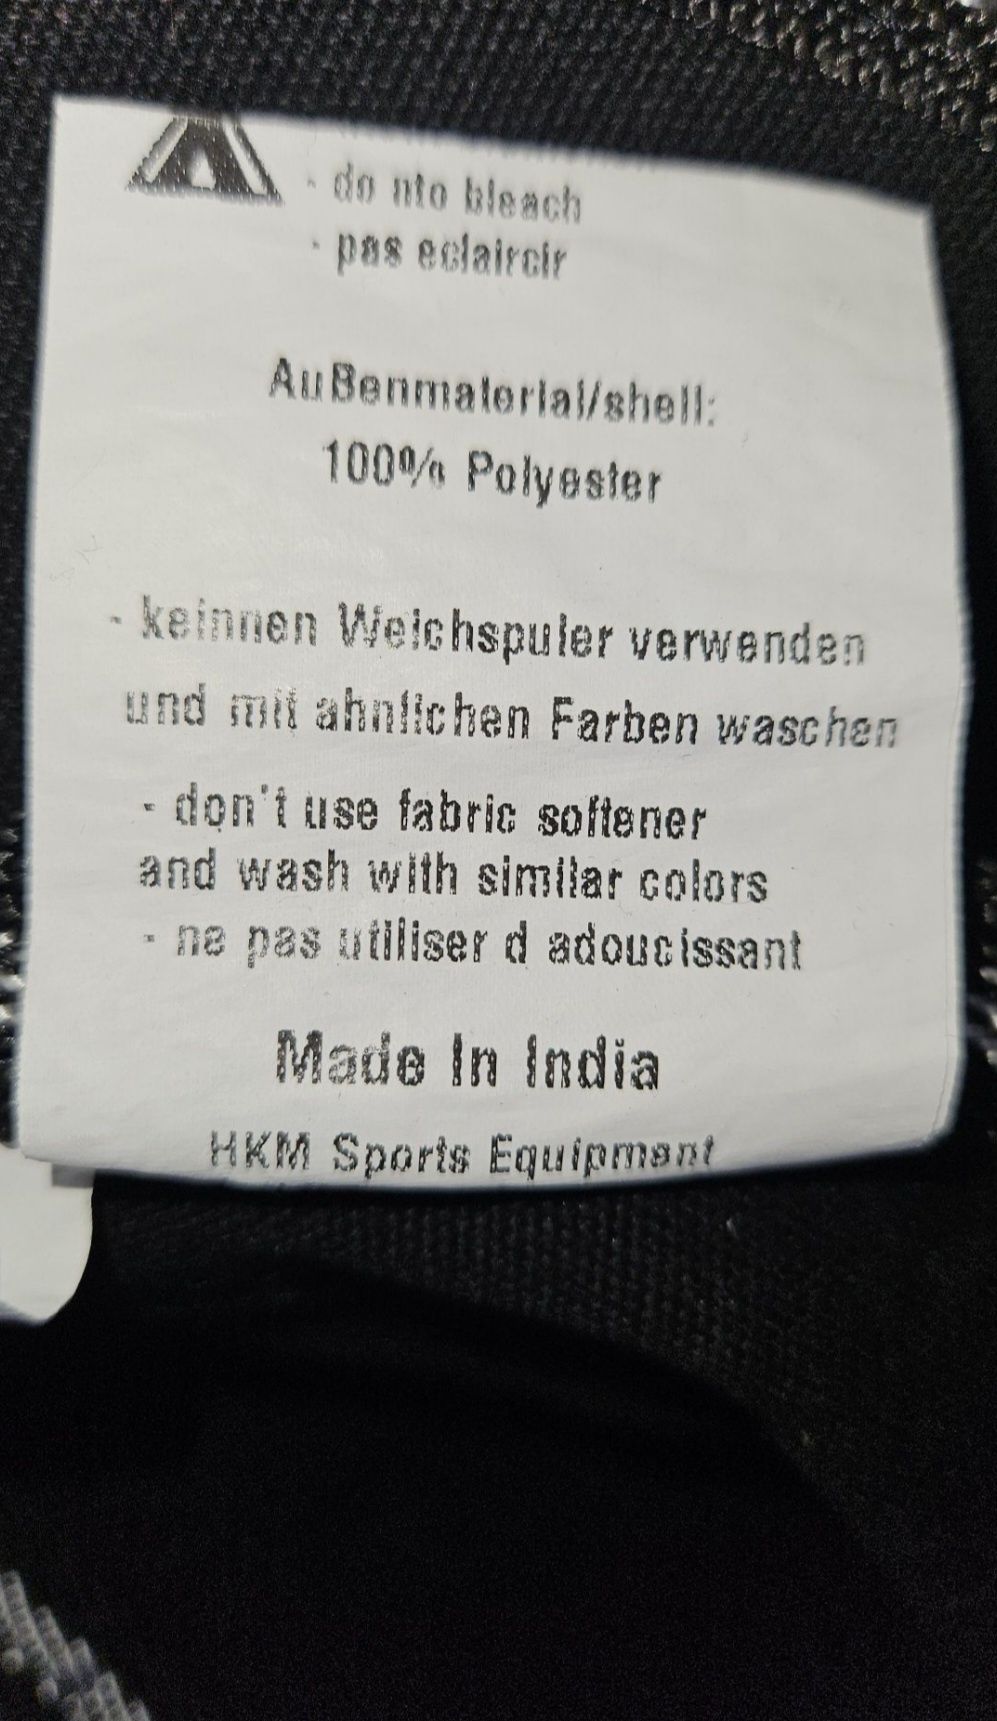 - do nto bleach
- pas eclaircir
Außenmaterial/shell:
100% Polyester
- keinnen Weichspuler verwenden
und mit ahnlichen Farben waschen
- don't use fabric softener
and wash with similar colors
- ne pas utiliser d adoucissant
Made In India
HKM Sports Equipment